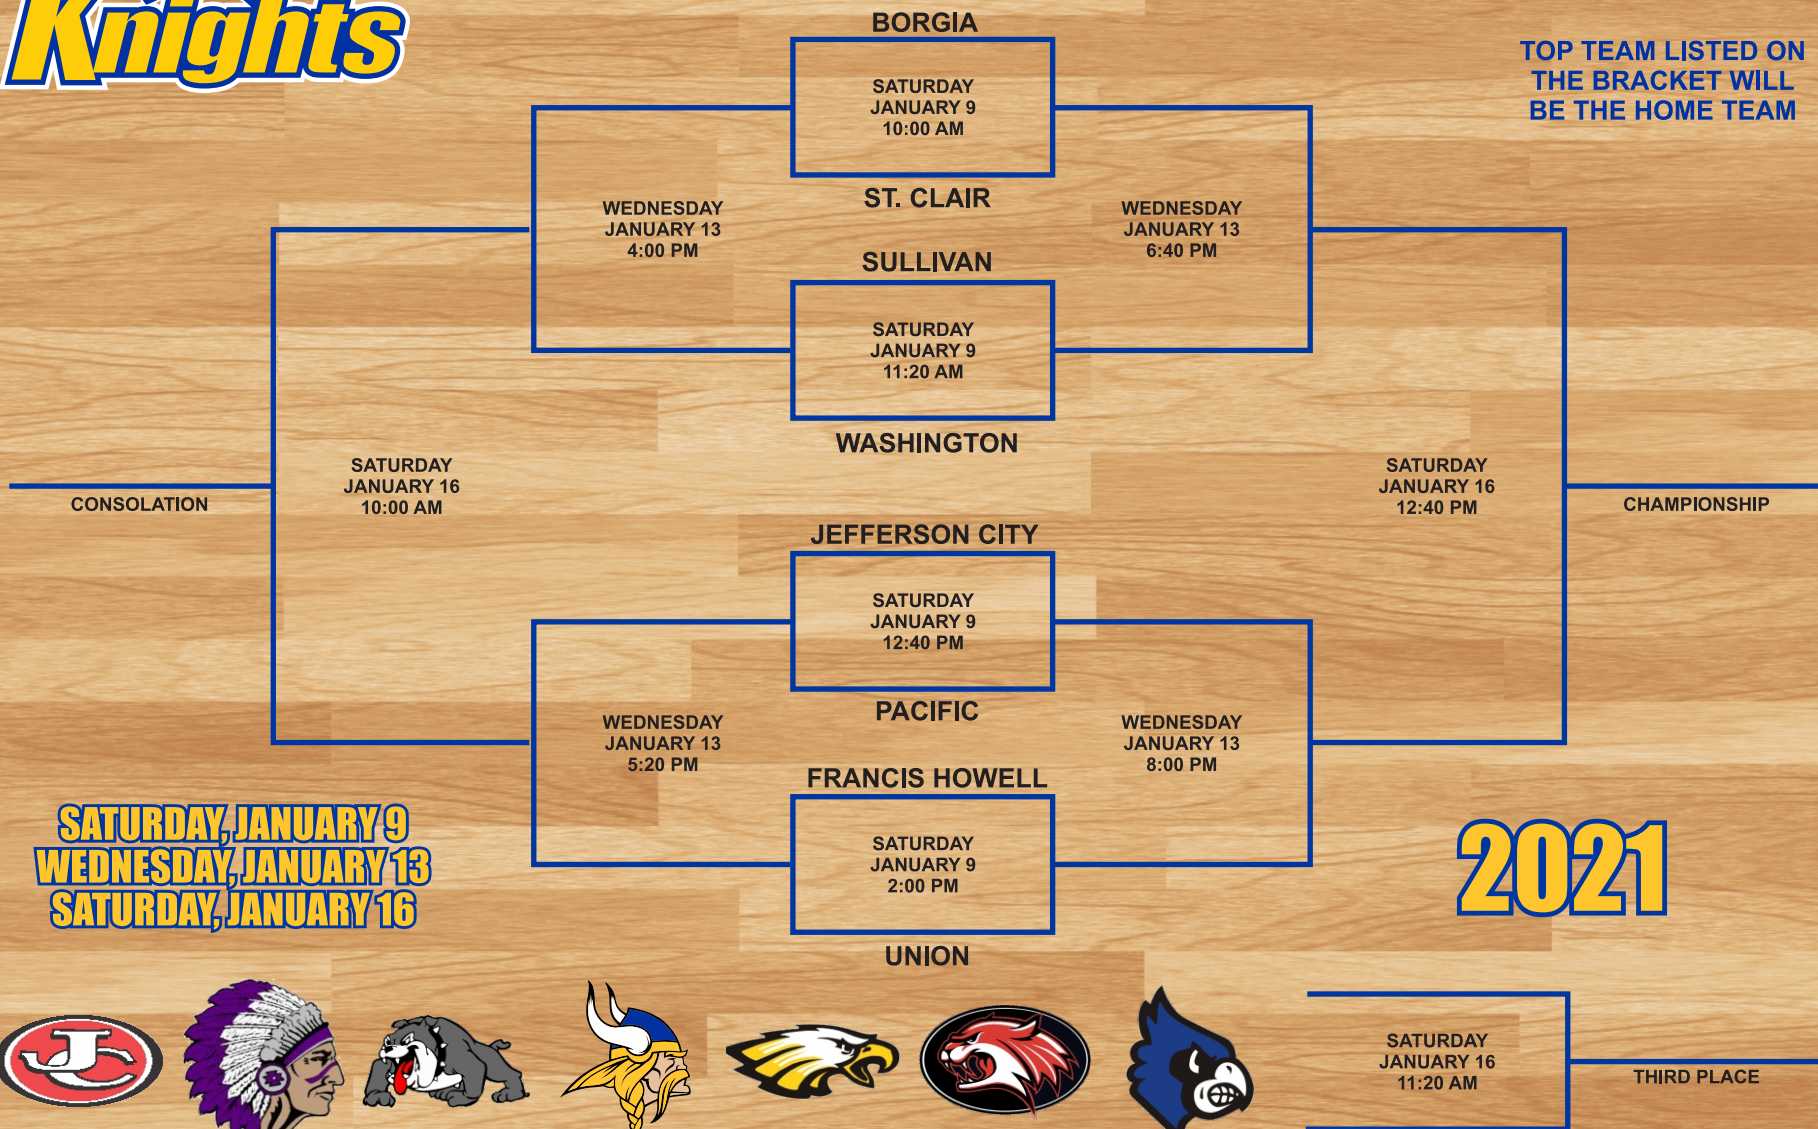 Knights
TOP TEAM LISTED ON
THE BRACKET WILL
BE THE HOME TEAM
BORGIA
SATURDAY
JANUARY 9
10:00 AM
ST. CLAIR
WEDNESDAY
JANUARY 13
4:00 PM
WEDNESDAY
JANUARY 13
6:40 PM
SULLIVAN
SATURDAY
JANUARY 9
11:20 AM
WASHINGTON
SATURDAY
JANUARY 16
10:00 AM
CONSOLATION
SATURDAY
JANUARY 16
12:40 PM
CHAMPIONSHIP
JEFFERSON CITY
SATURDAY
JANUARY 9
12:40 PM
PACIFIC
WEDNESDAY
JANUARY 13
5:20 PM
WEDNESDAY
JANUARY 13
8:00 PM
FRANCIS HOWELL
SATURDAY
JANUARY 9
2:00 PM
UNION
SATURDAY, JANUARY 9
WEDNESDAY, JANUARY 13
SATURDAY, JANUARY 16
2021
JC
SATURDAY
JANUARY 16
11:20 AM
THIRD PLACE